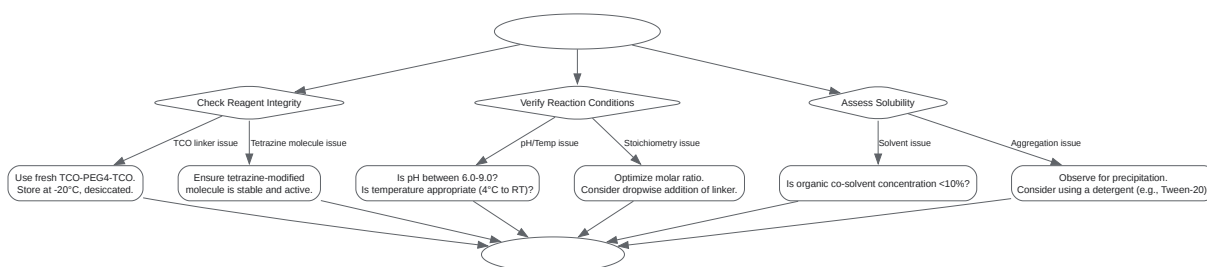 Check Reagent Integrity
Verify Reaction Conditions
Assess Solubility
TCO linker issue
Tetrazine molecule issue
pH/Temp issue
Stoichiometry issue
Solvent issue
Aggregation issue
Use fresh TCO-PEG4-TCO.
Store at -20°C, desiccated.
Ensure tetrazine-modified
molecule is stable and active.
Is pH between 6.0-9.0?
Is temperature appropriate (4°C to RT)?
Optimize molar ratio.
Consider dropwise addition of linker.
Is organic co-solvent concentration <10%?
Observe for precipitation.
Consider using a detergent (e.g., Tween-20)